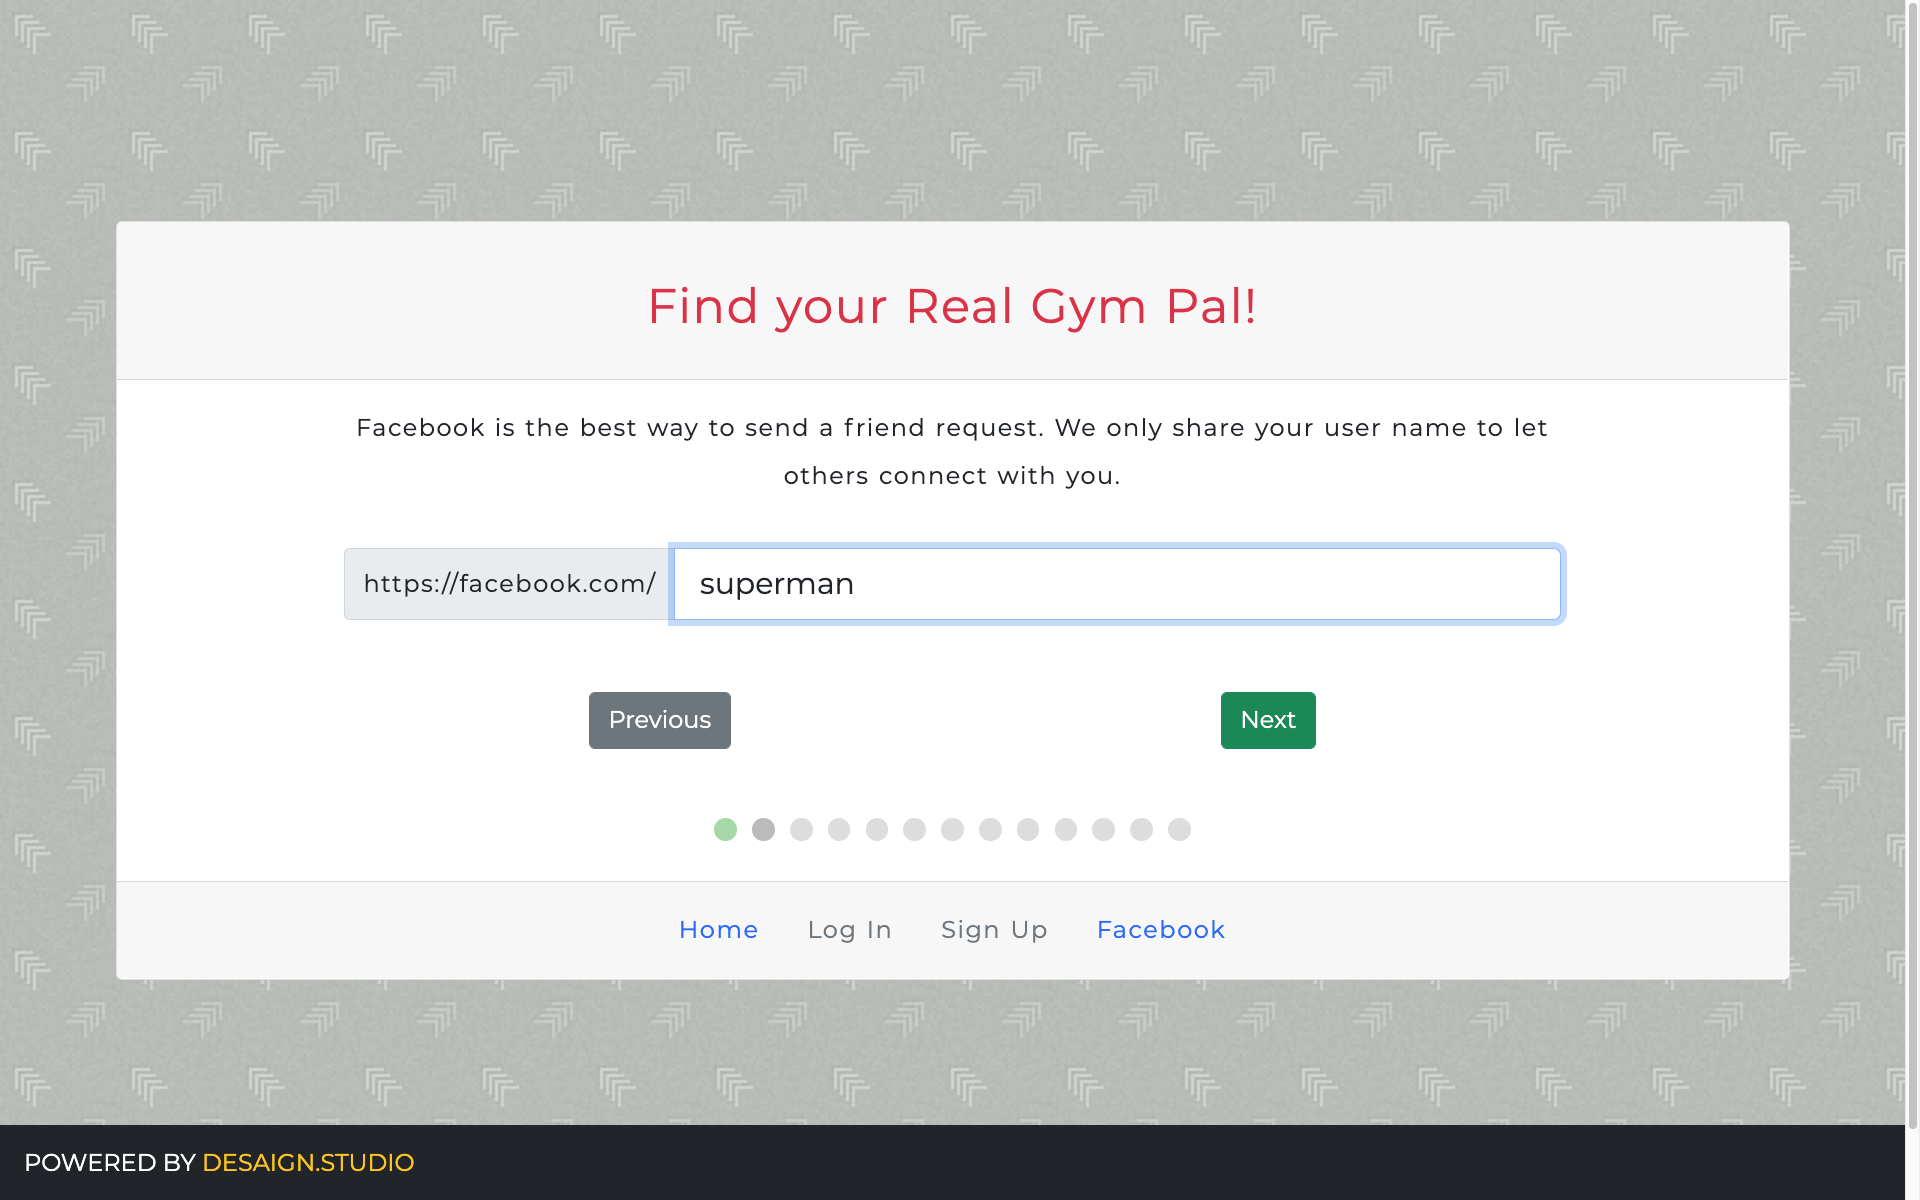 Find your Real Gym Pal!
Facebook is the best way to send a friend request. We only share your user name to let
others connect with you.
https://facebook.com/ superman
Previous Next
Home Log In Sign Up Facebook
POWERED BY DESAIGN.STUDIO